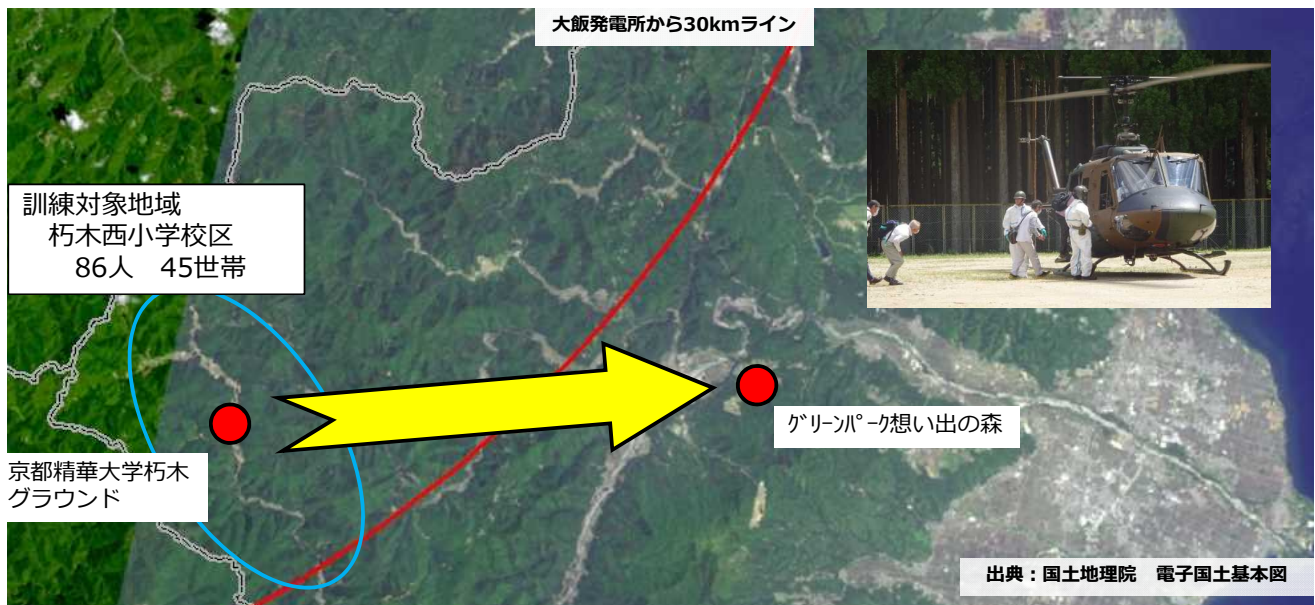 大飯発電所から30kmライン
訓練対象地域
朽木西小学校区
86人 45世帯
グリーンパーク想い出の森
京都精華大学朽木
グラウンド
出典：国土地理院 電子国土基本図